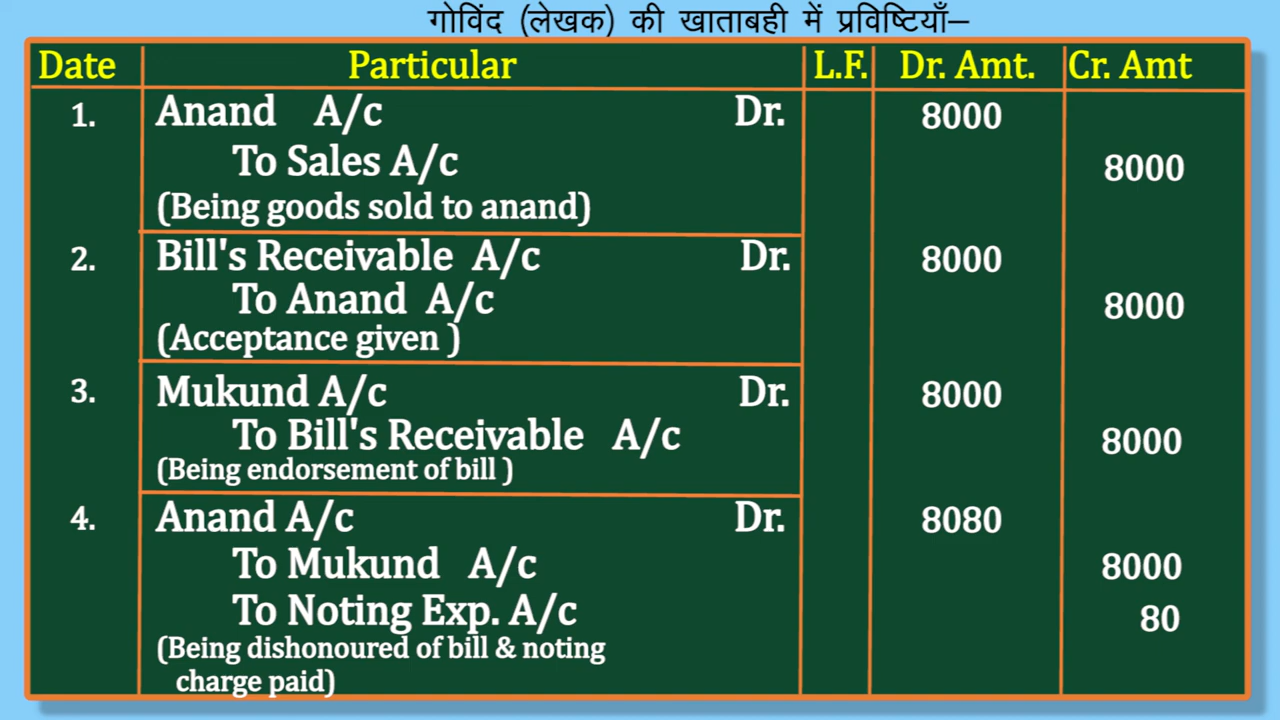 गोविंद (लेखक) की खाताबही में प्रविष्टियाँ–
Date Particular L.F. Dr. Amt. Cr. Amt
1. Anand A/c Dr. 8000
To Sales A/c 8000
(Being goods sold to anand)
2. Bill's Receivable A/c Dr. 8000
To Anand A/c 8000
(Acceptance given )
3. Mukund A/c Dr. 8000
To Bill's Receivable A/c 8000
(Being endorsement of bill )
4. Anand A/c Dr. 8080
To Mukund A/c 8000
To Noting Exp. A/c 80
(Being dishonoured of bill & noting
charge paid)